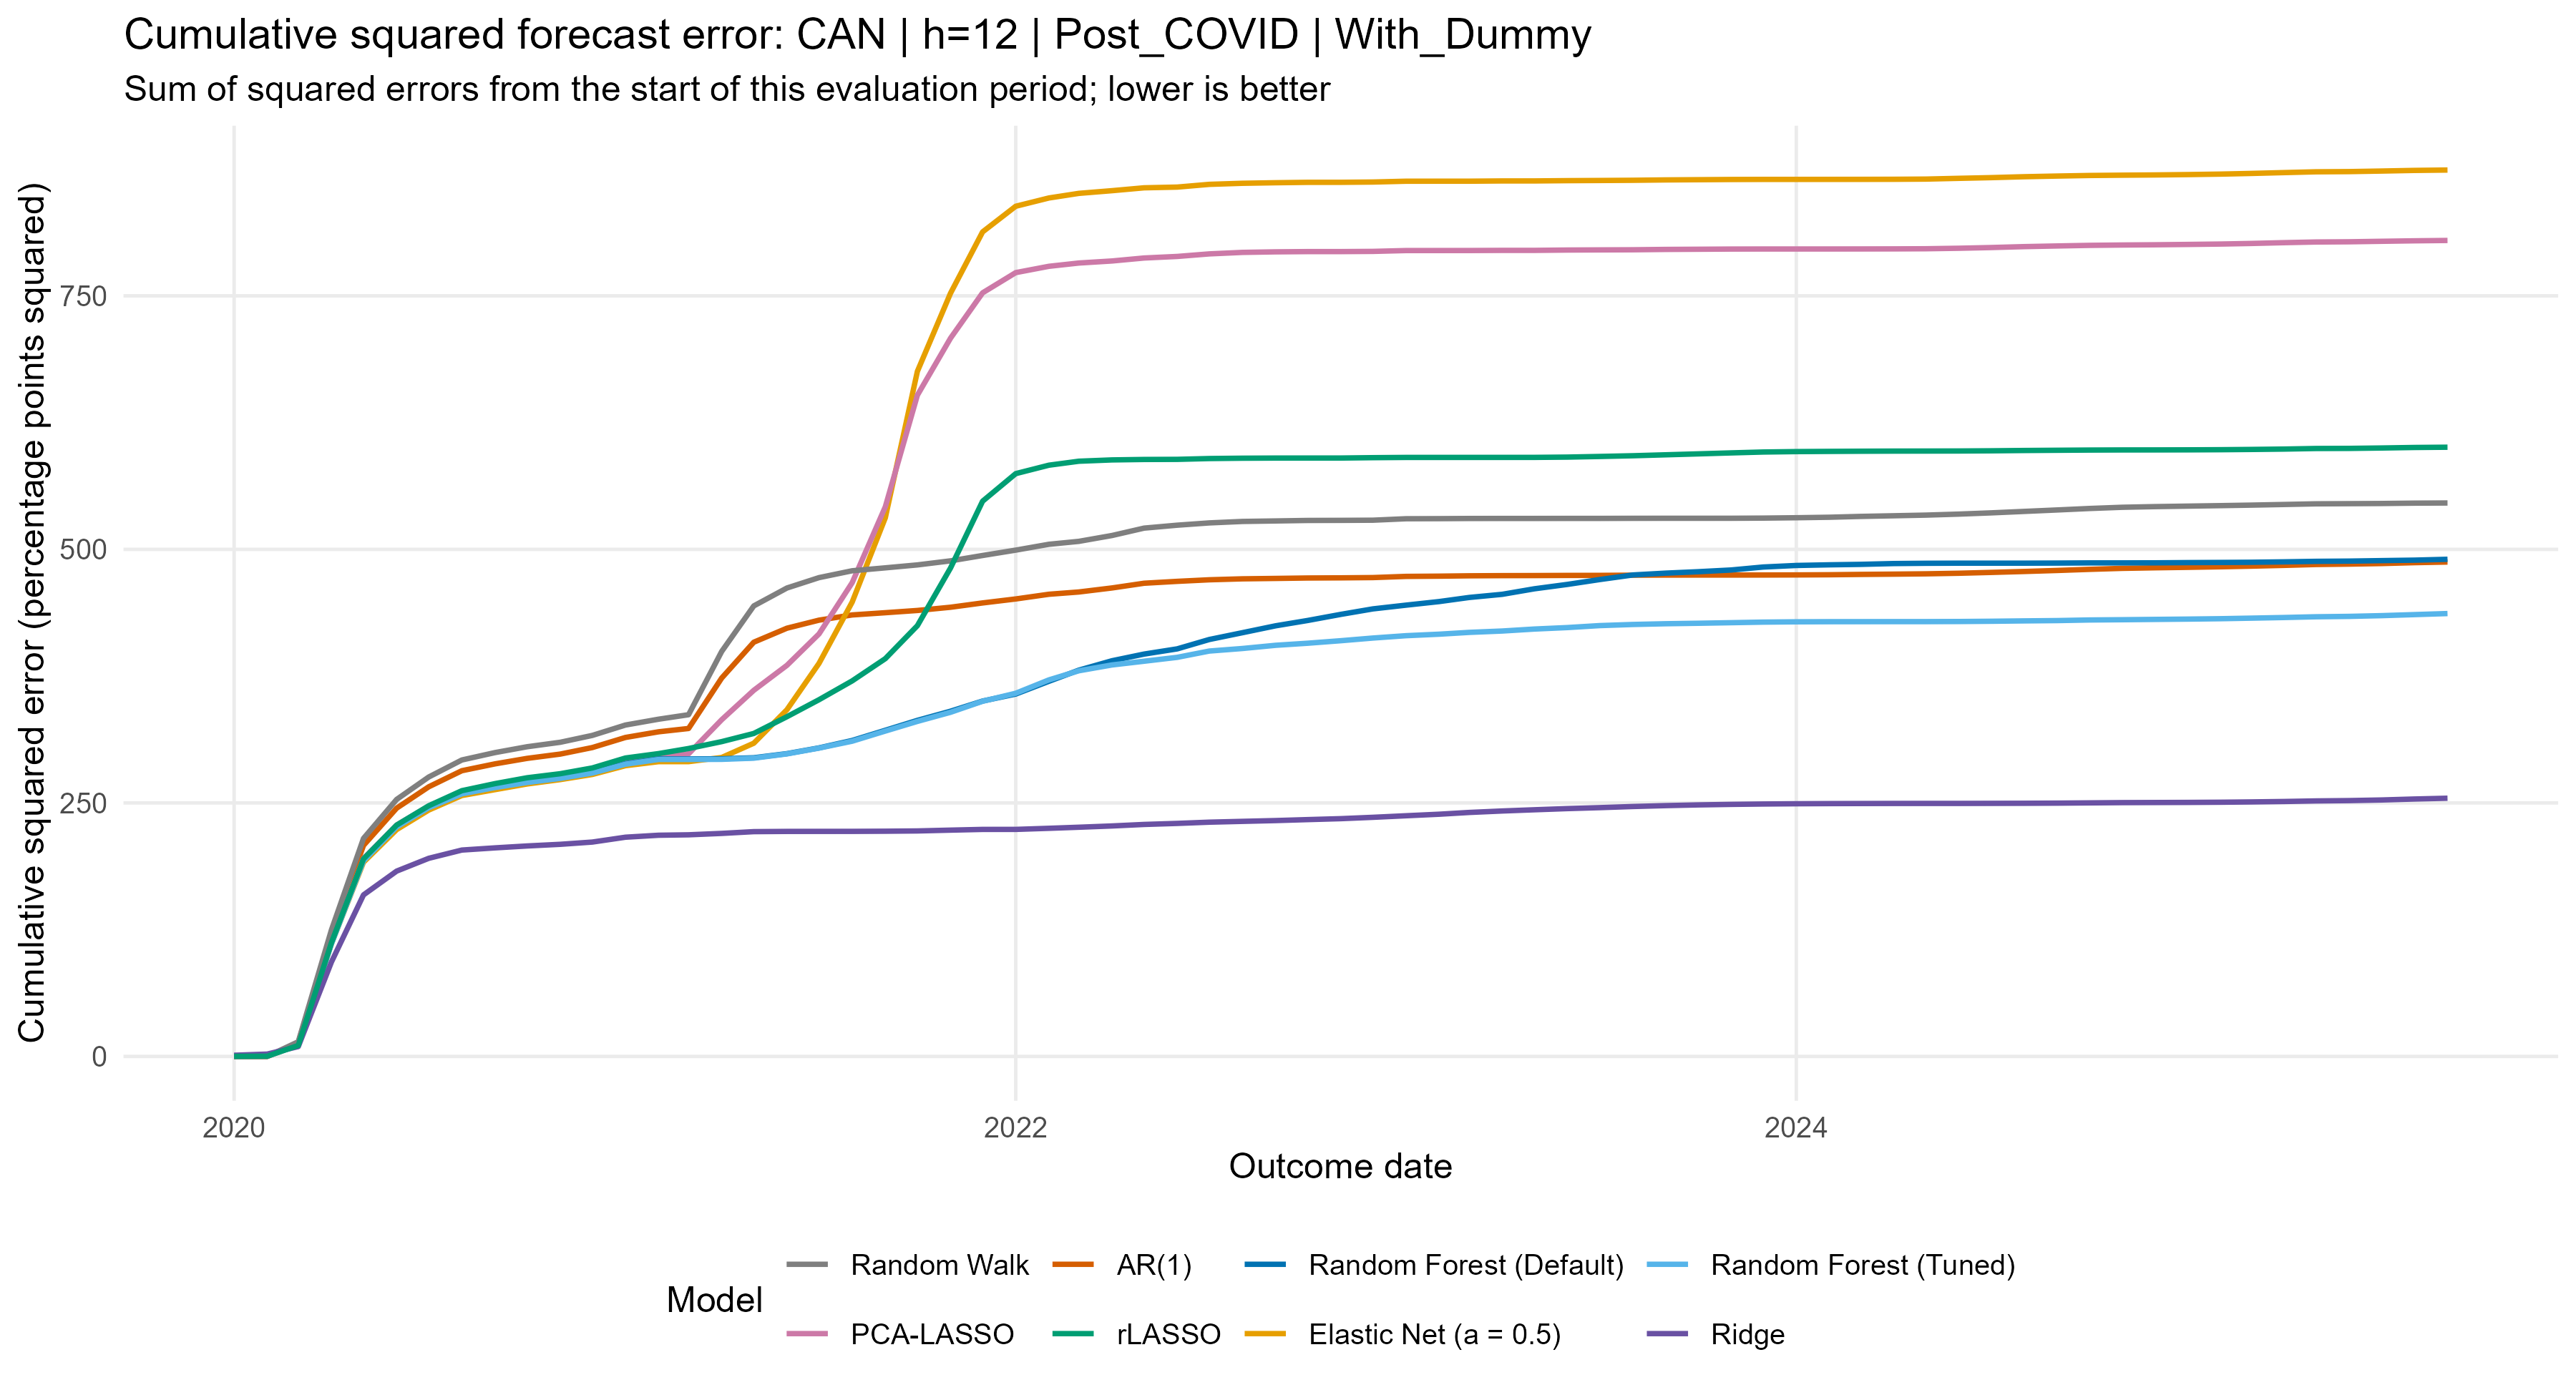 Cumulative squared forecast error: CAN | h=12 | Post_COVID | With_Dummy
Sum of squared errors from the start of this evaluation period; lower is better
Cumulative squared error (percentage points squared)
750
500
250
0
2020
2022
2024
Outcome date
Model
Random Walk
AR(1)
Random Forest (Default)
Random Forest (Tuned)
PCA-LASSO
rLASSO
Elastic Net (a = 0.5)
Ridge